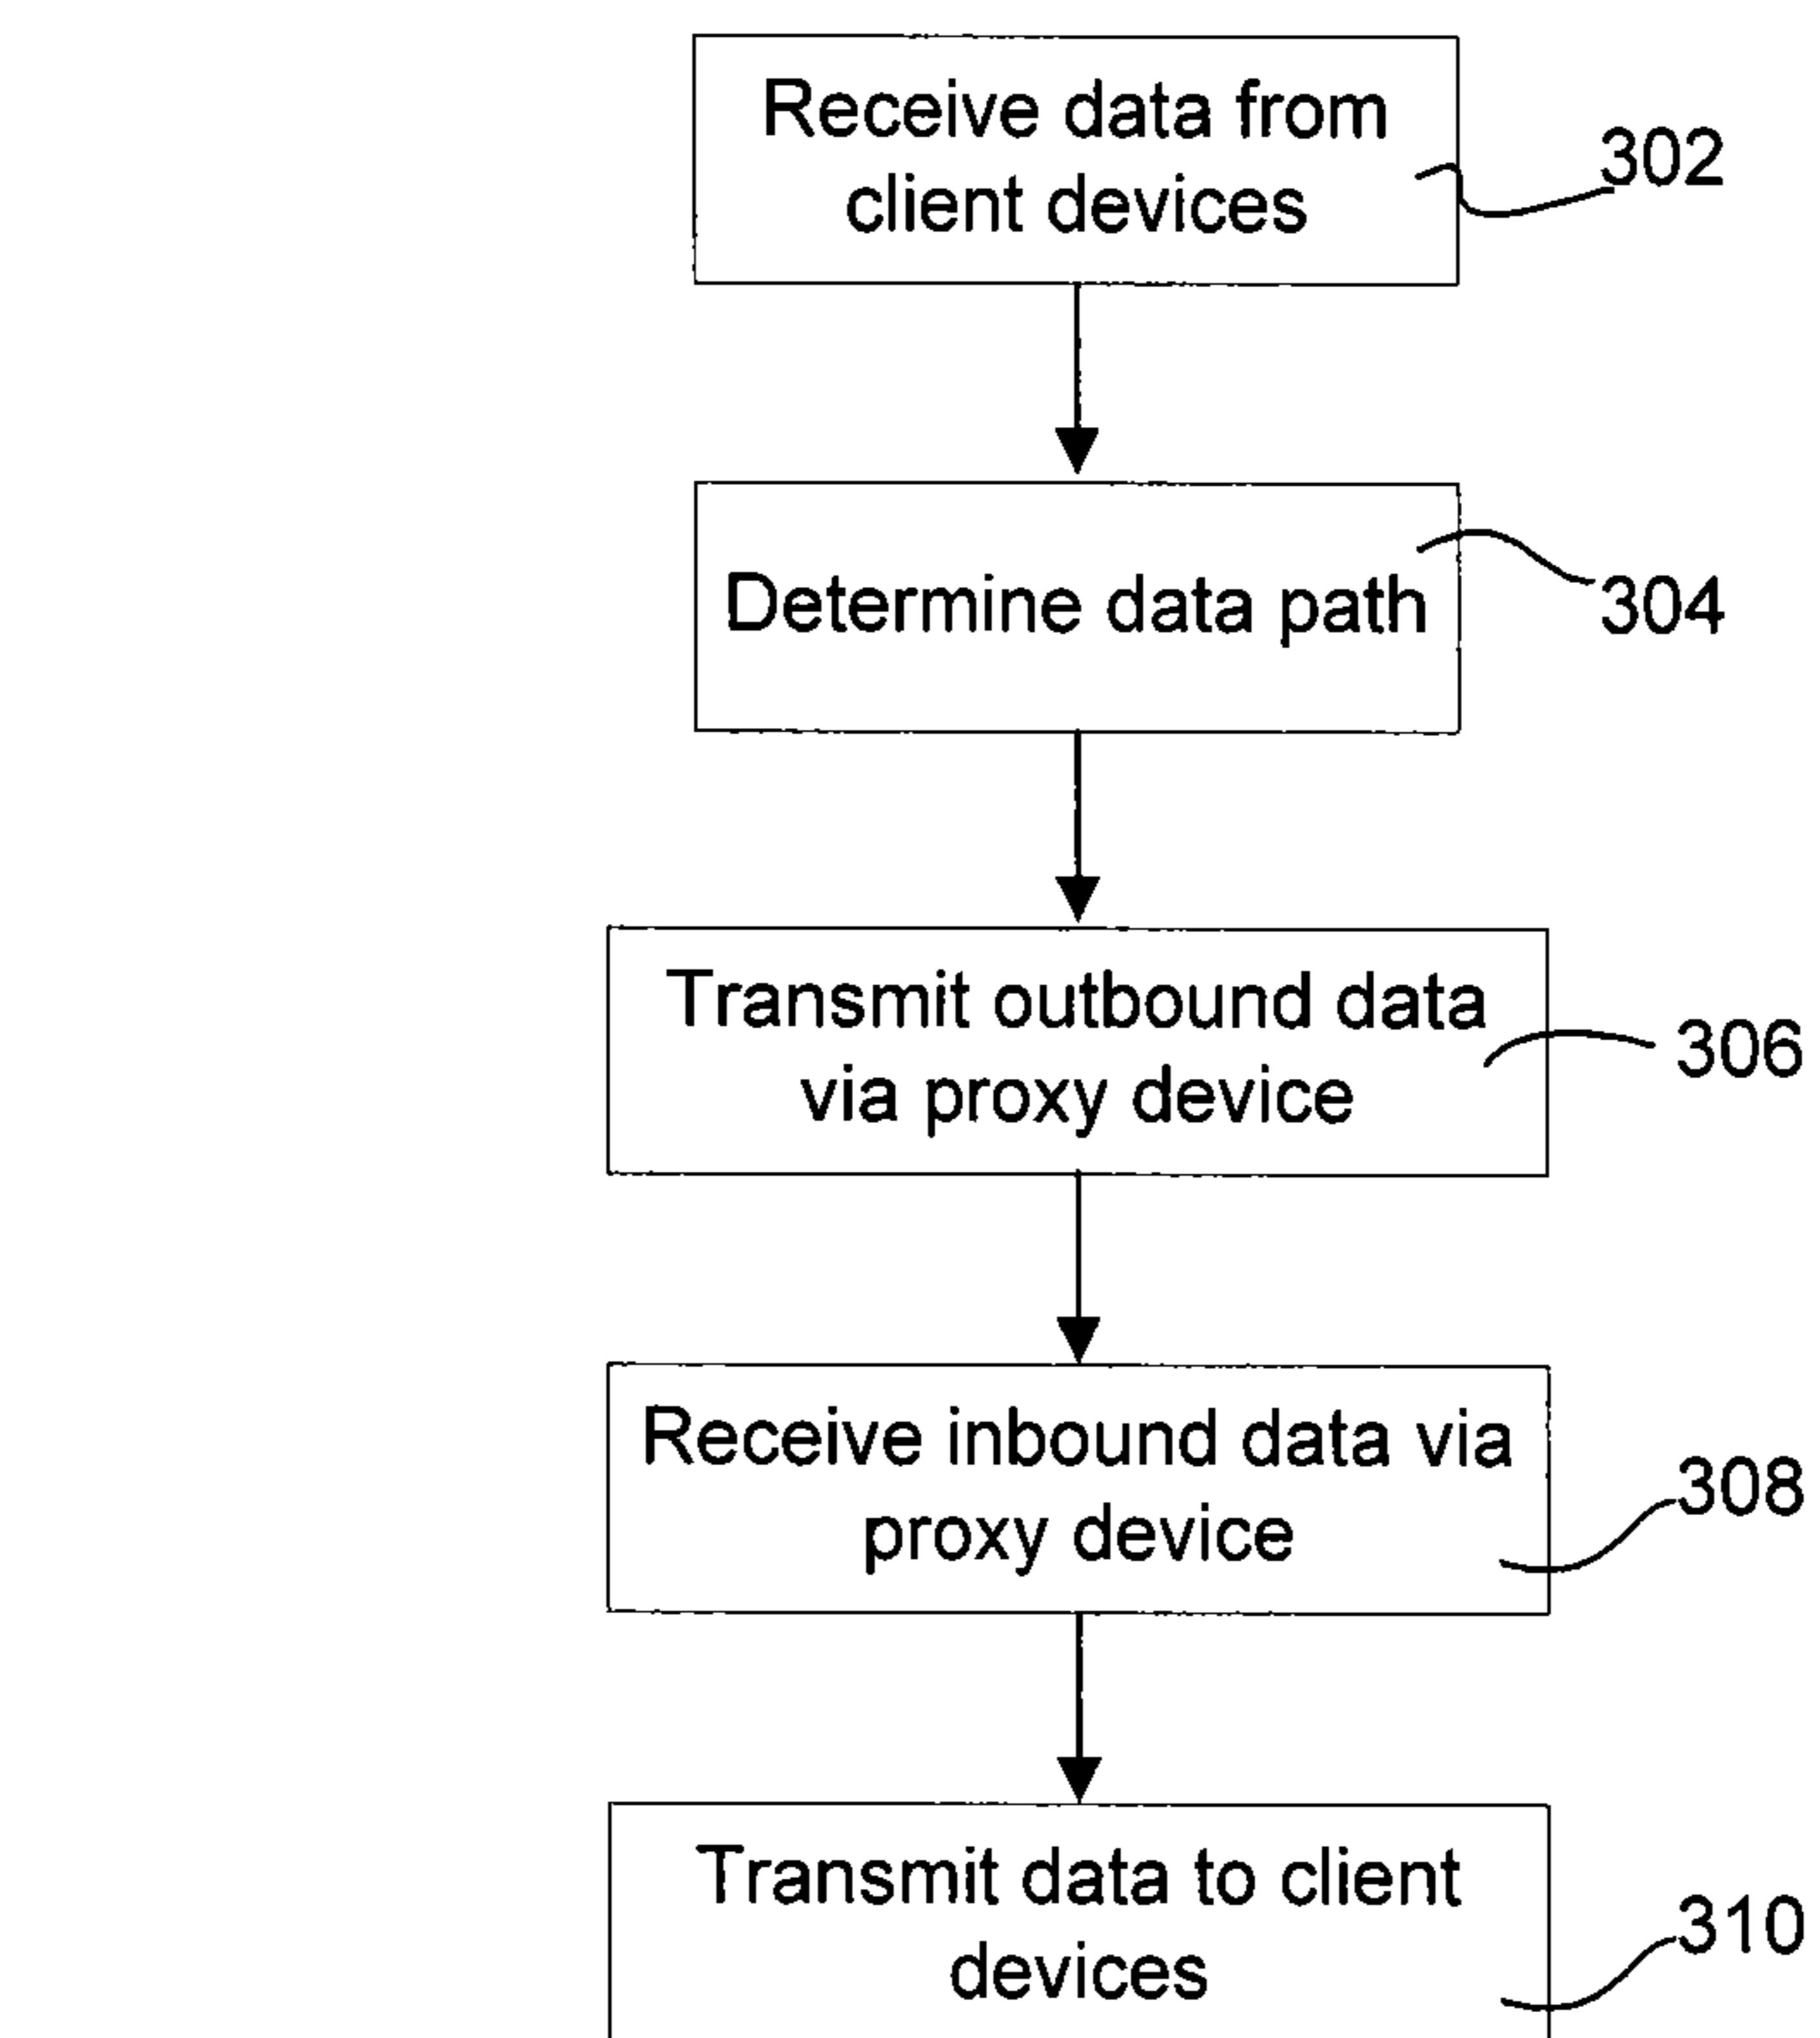 Receive data from
client devices
302
Determine data path
304
Transmit outbound data
via proxy device
306
Receive inbound data via
proxy device
308
Transmit data to client
devices
310